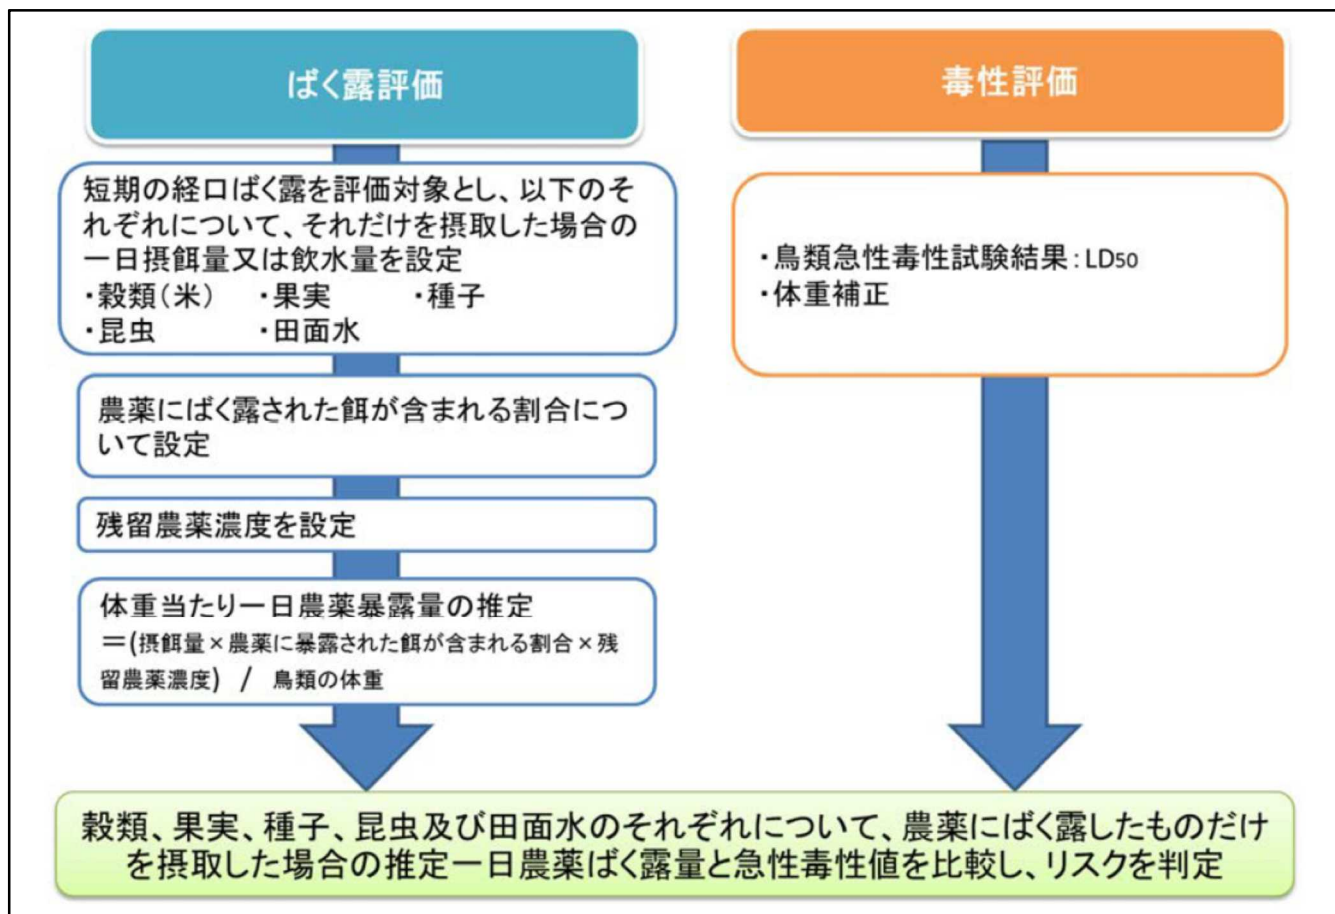 ばく露評価
短期の経口ばく露を評価対象とし、以下のそ
れぞれについて、それだけを摂取した場合の
一日摂餌量又は飲水量を設定
・穀類（米） ・果実 ・種子
・昆虫 ・田面水
農薬にばく露された餌が含まれる割合につ
いて設定
残留農薬濃度を設定
体重当たり一日農薬暴露量の推定
＝(摂餌量×農薬に暴露された餌が含まれる割合×残
留農薬濃度) / 鳥類の体重
毒性評価
・鳥類急性毒性試験結果：LD50
・体重補正
穀類、果実、種子、昆虫及び田面水のそれぞれについて、農薬にばく露したものだけ
を摂取した場合の推定一日農薬ばく露量と急性毒性値を比較し、リスクを判定